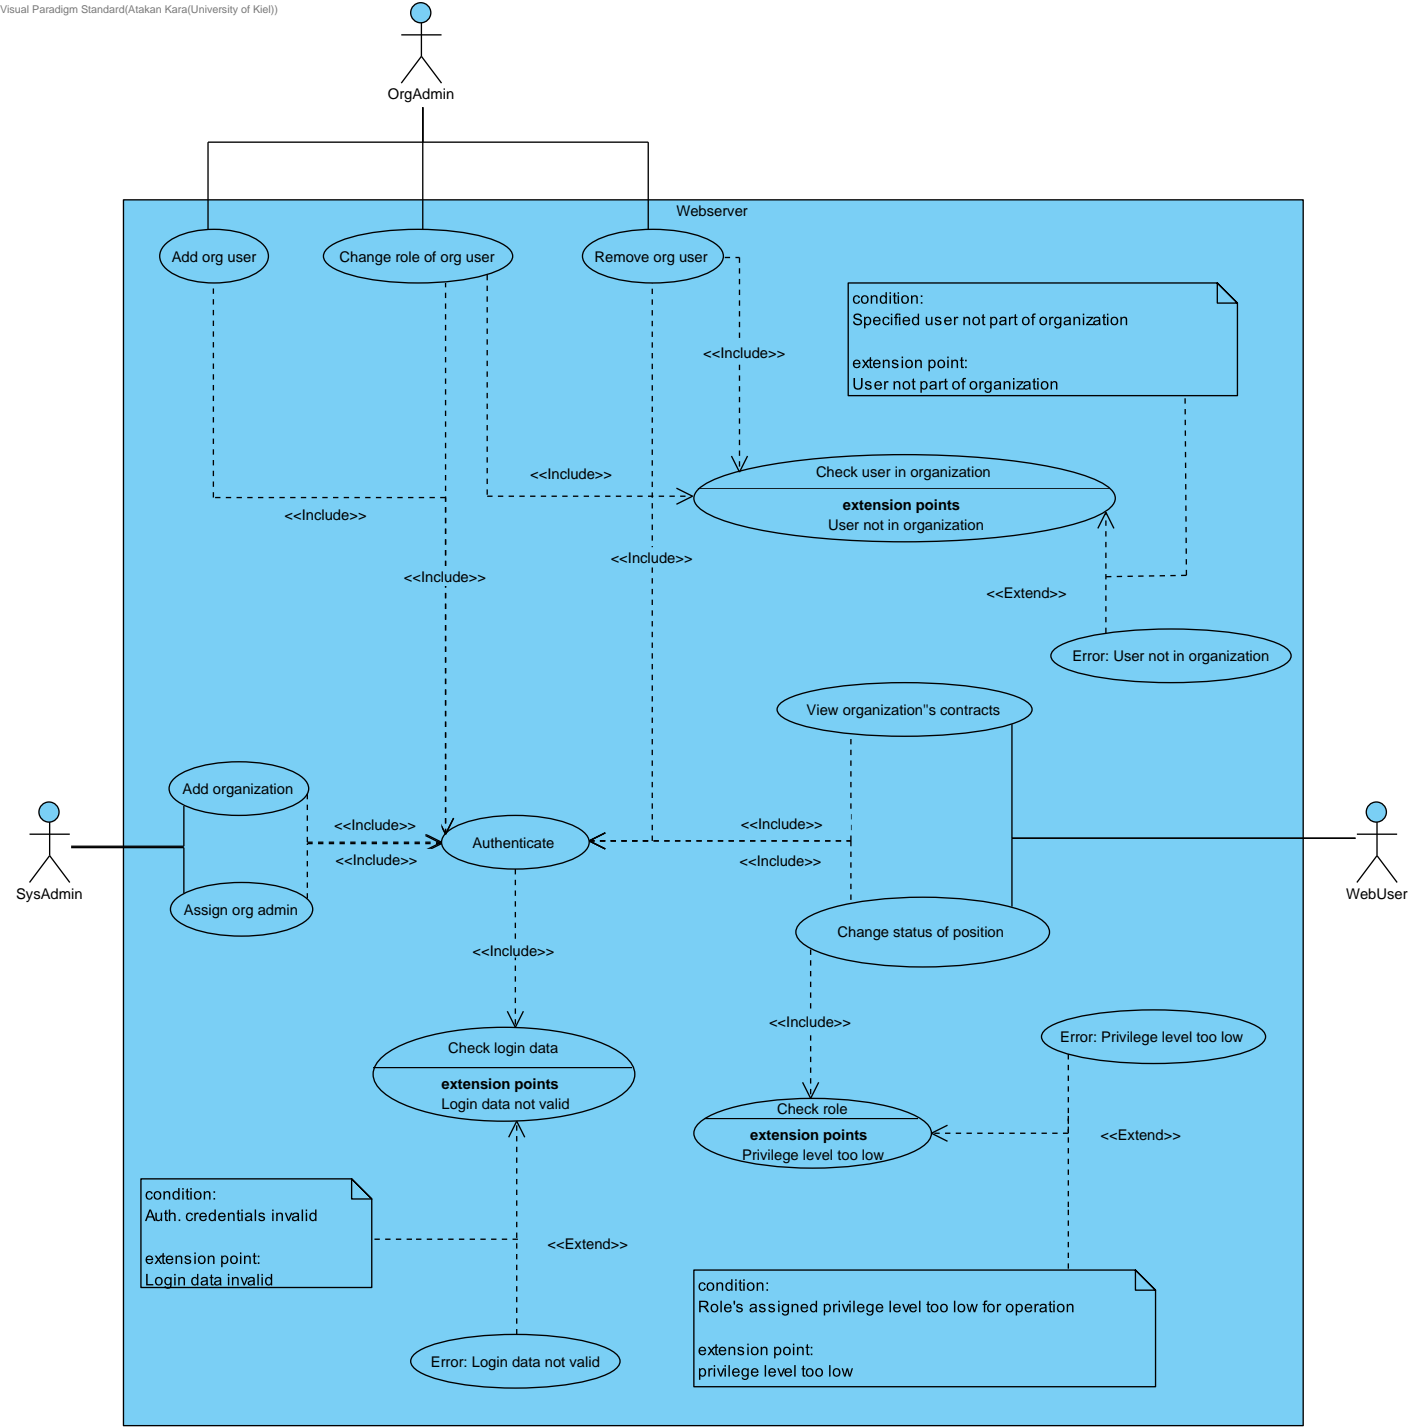 Visual Paradigm Standard(Atakan Kara(University of Kiel))
OrgAdmin
Webserver
Add org user
Change role of org user
Remove org user
condition:
Specified user not part of organization
extension point:
User not part of organization
<<Include>>
Check user in organization
extension points
User not in organization
<<Include>>
<<Include>>
<<Include>>
<<Include>>
<<Extend>>
Error: User not in organization
View organization"s contracts
Add organization
<<Include>>
<<Include>>
Authenticate
<<Include>>
<<Include>>
SysAdmin
WebUser
Assign org admin
Change status of position
<<Include>>
<<Include>>
Error: Privilege level too low
Check login data
extension points
Login data not valid
Check role
extension points
Privilege level too low
<<Extend>>
condition:
Auth. credentials invalid
extension point:
Login data invalid
<<Extend>>
condition:
Role's assigned privilege level too low for operation
extension point:
privilege level too low
Error: Login data not valid